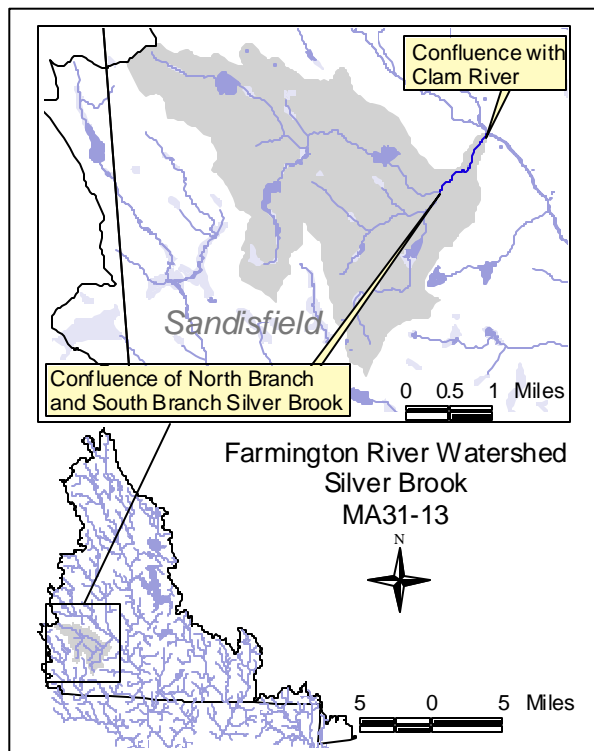 Confluence with
Clam River
Sandisfield
Confluence of North Branch
and South Branch Silver Brook
0 0.5 1 Miles
Farmington River Watershed
Silver Brook
MA31-13
N
5 0 5 Miles